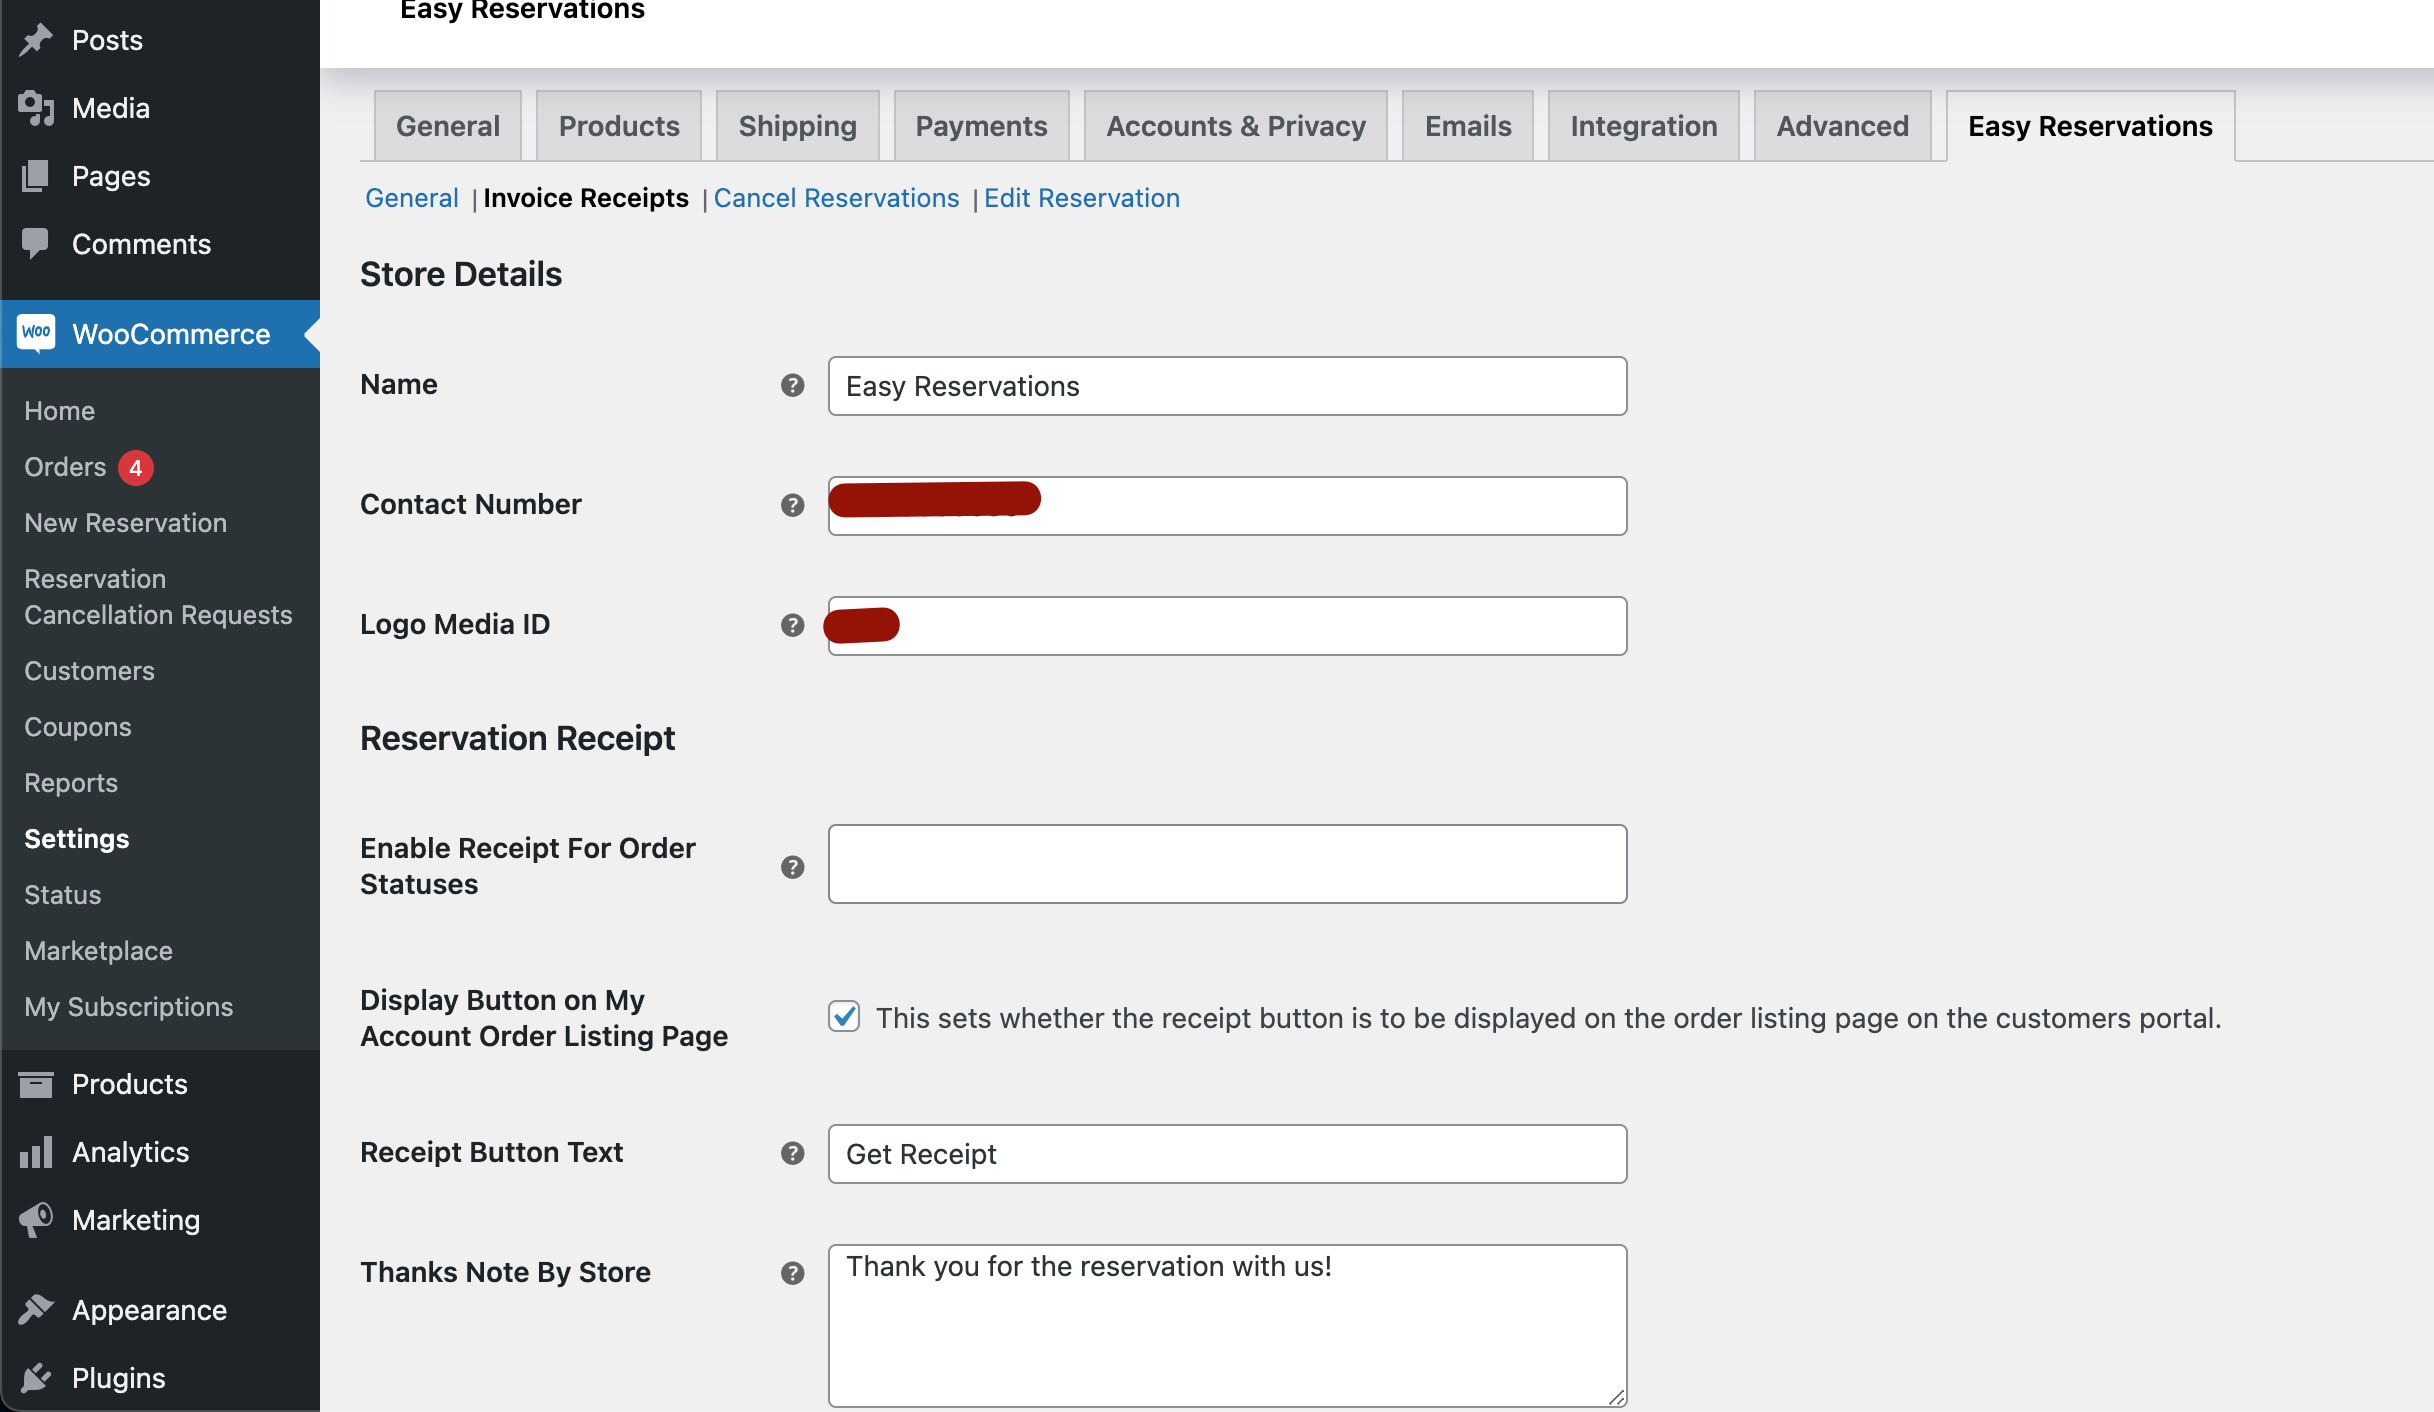 Easy Reservations
Posts
Media
Pages
Comments
Woo WooCommerce
Home
Orders 4
New Reservation
Reservation
Cancellation Requests
Customers
Coupons
Reports
Settings
Status
Marketplace
My Subscriptions
Products
Analytics
Marketing
Appearance
Plugins
General Products Shipping Payments Accounts & Privacy Emails Integration Advanced Easy Reservations
General | Invoice Receipts | Cancel Reservations | Edit Reservation
Store Details
Name ? Easy Reservations
Contact Number ?
Logo Media ID ?
Reservation Receipt
Enable Receipt For Order
Statuses ?
Display Button on My
Account Order Listing Page
This sets whether the receipt button is to be displayed on the order listing page on the customers portal.
Receipt Button Text ? Get Receipt
Thanks Note By Store ? Thank you for the reservation with us!